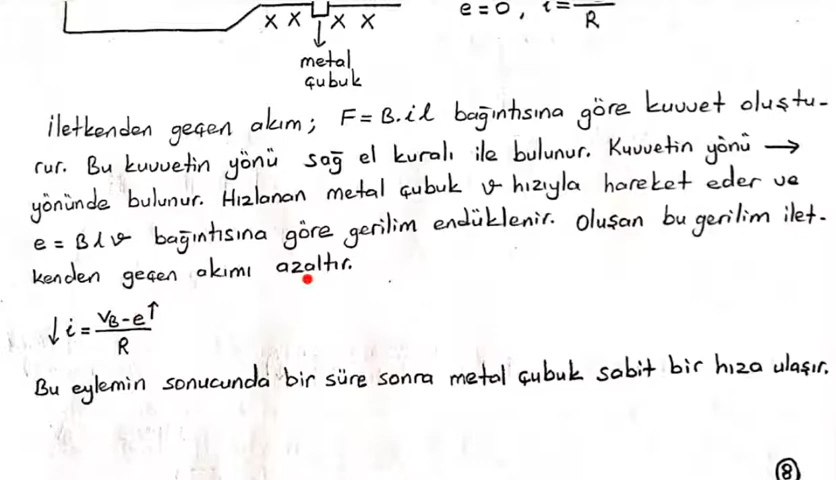 e = 0, i =
R
X X X X
metal
çubuk
iletkenden geçen akım; F = B.il bağıntısına göre kuvvet oluştu-
rur. Bu kuvvetin yönü sağ el kuralı ile bulunur. Kuvvetin yönü →
yönünde bulunur. Hızlanan metal çubuk v hızıyla hareket eder ve
e = Blv bağıntısına göre gerilim endüklenir. Oluşan bu gerilim ilet-
kenden geçen akımı azaltır.
↓i = VB-e↑
R
Bu eylemin sonucunda bir süre sonra metal çubuk sabit bir hıza ulaşır.
8